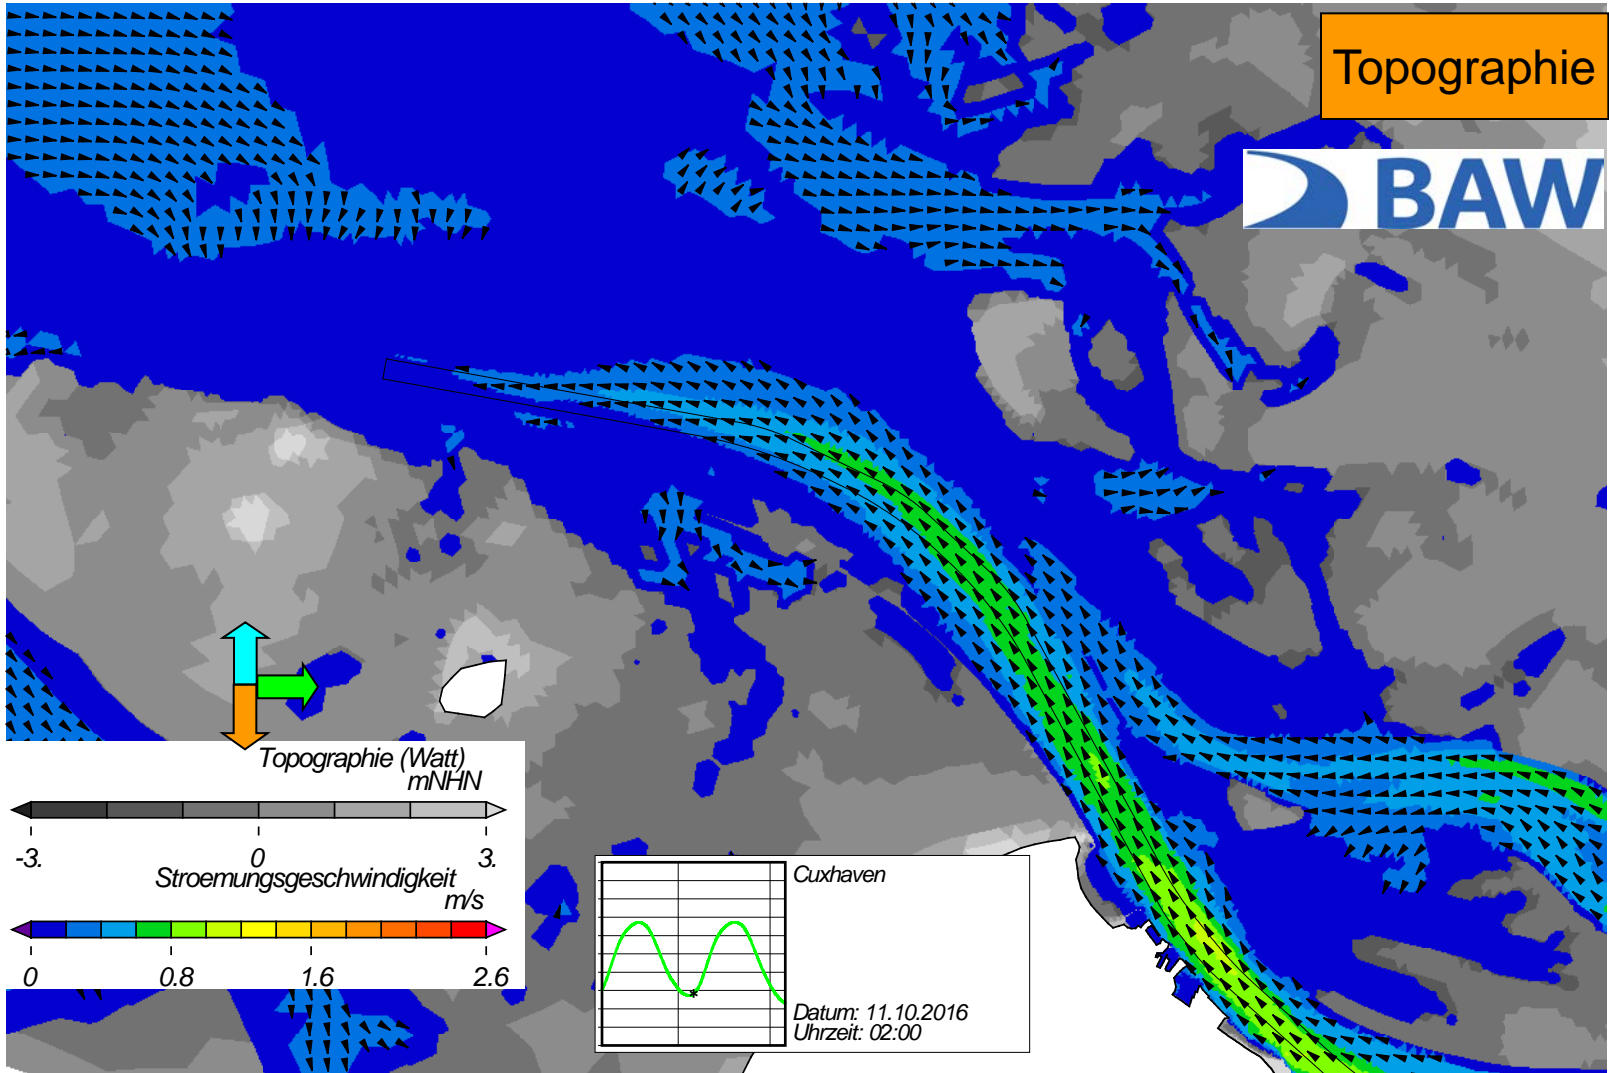 Topographie
BAW
Topographie (Watt)
mNHN
-3. 0 3.
Stroemungsgeschwindigkeit
m/s
0 0.8 1.6 2.6
Cuxhaven
Datum: 11.10.2016
Uhrzeit: 02:00